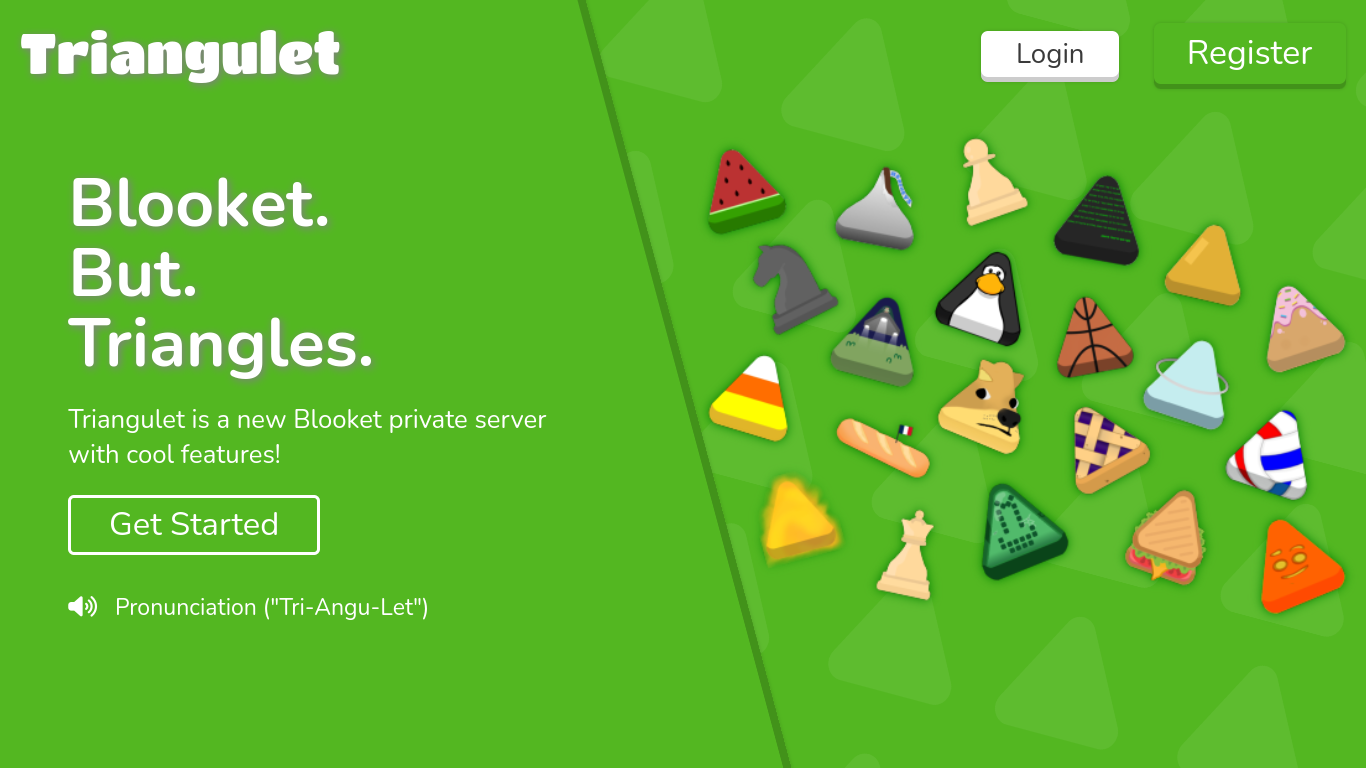 Triangulet
Login
Register
Blooket.
But.
Triangles.
Triangulet is a new Blooket private server
with cool features!
Get Started
Pronunciation ("Tri-Angu-Let")